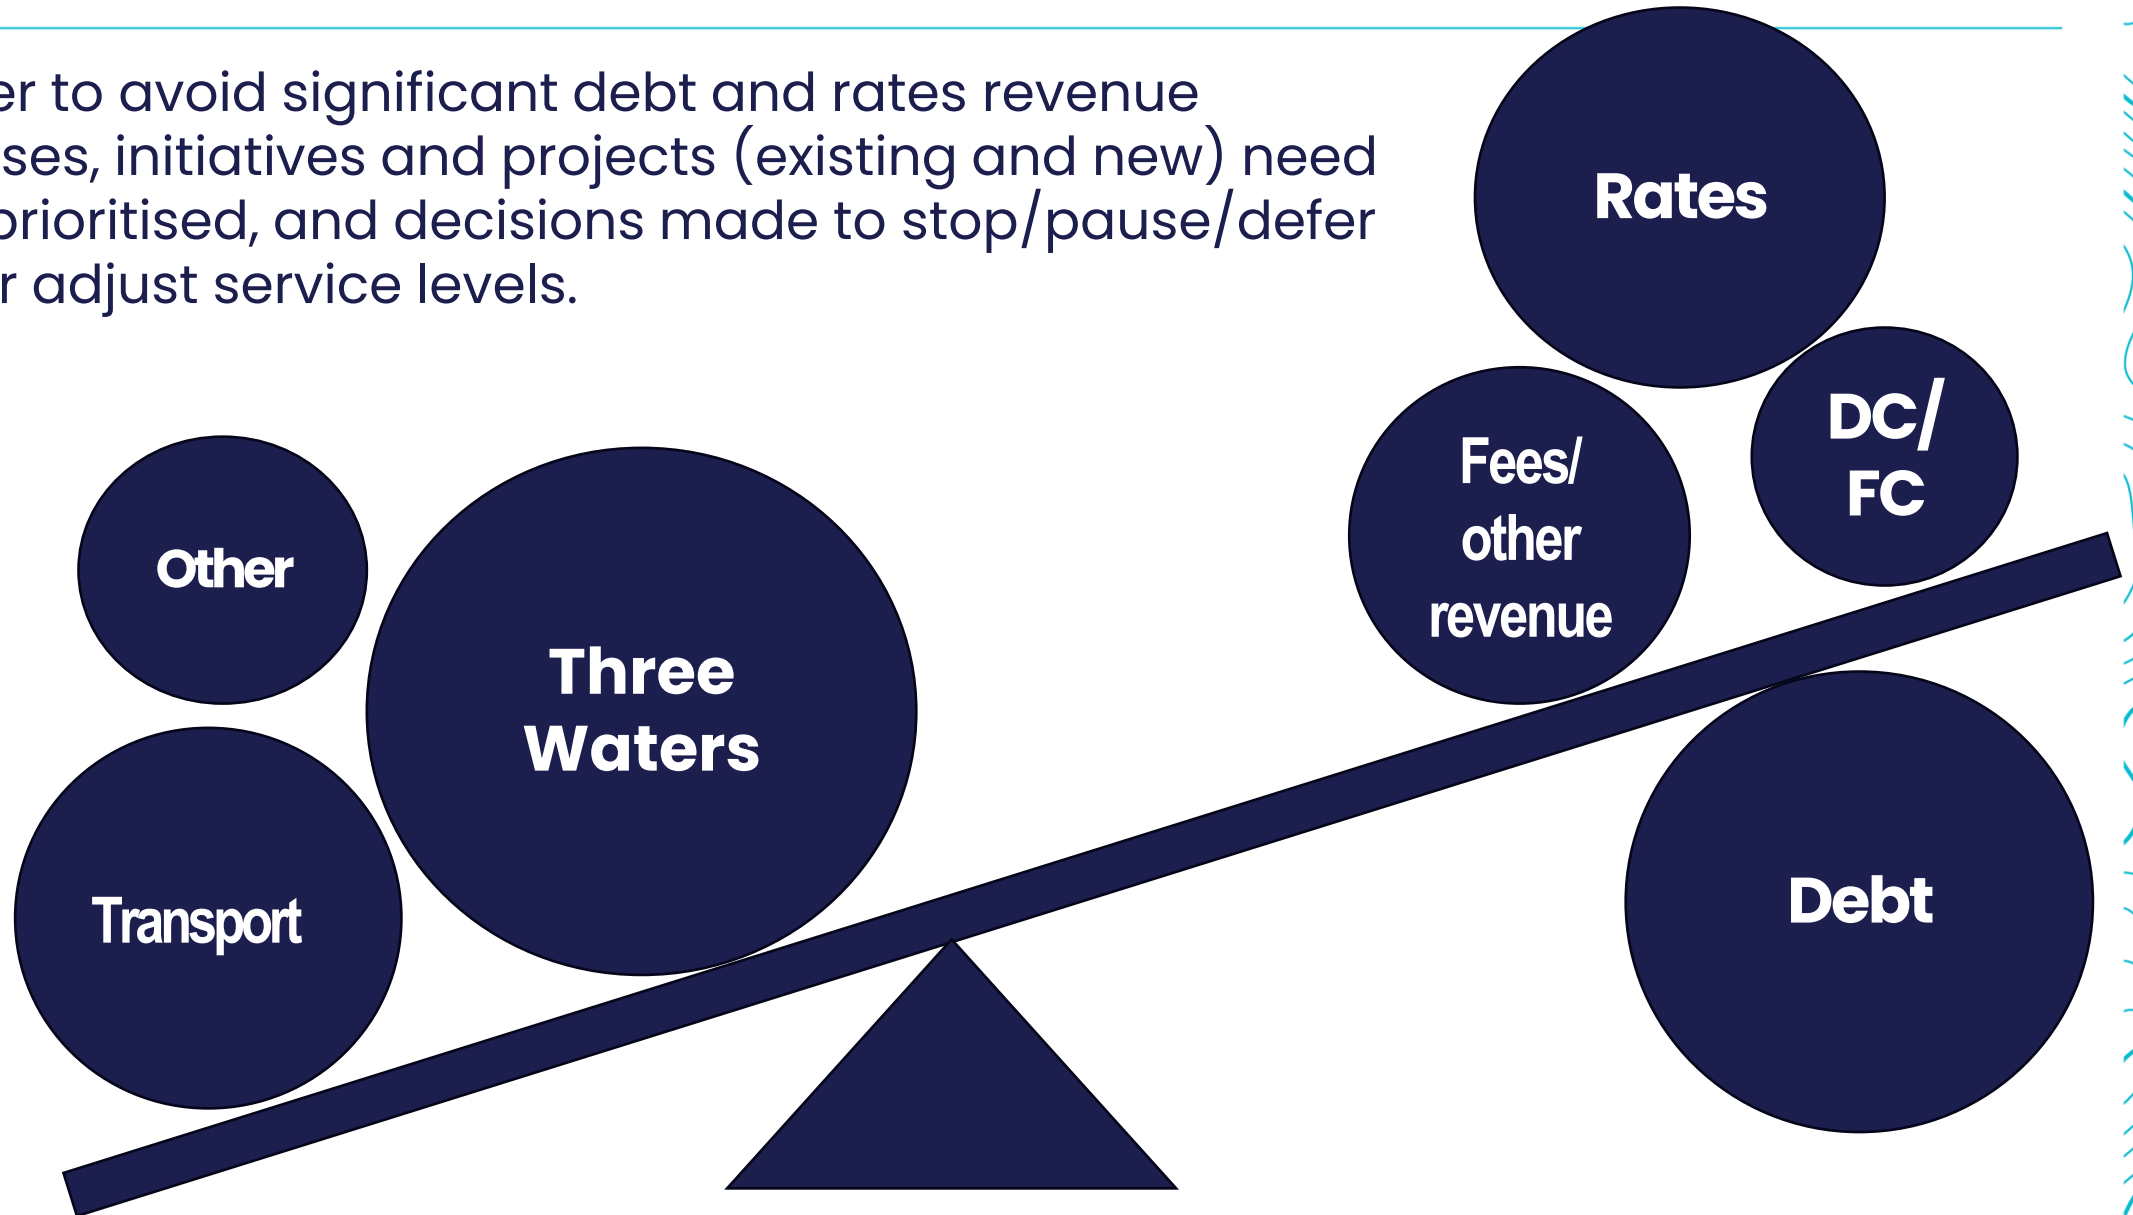 er to avoid significant debt and rates revenue
ses, initiatives and projects (existing and new) need
prioritised, and decisions made to stop/pause/defer
r adjust service levels.
Rates
DC/
FC
Fees/
other
revenue
Other
Three
Waters
Transport
Debt